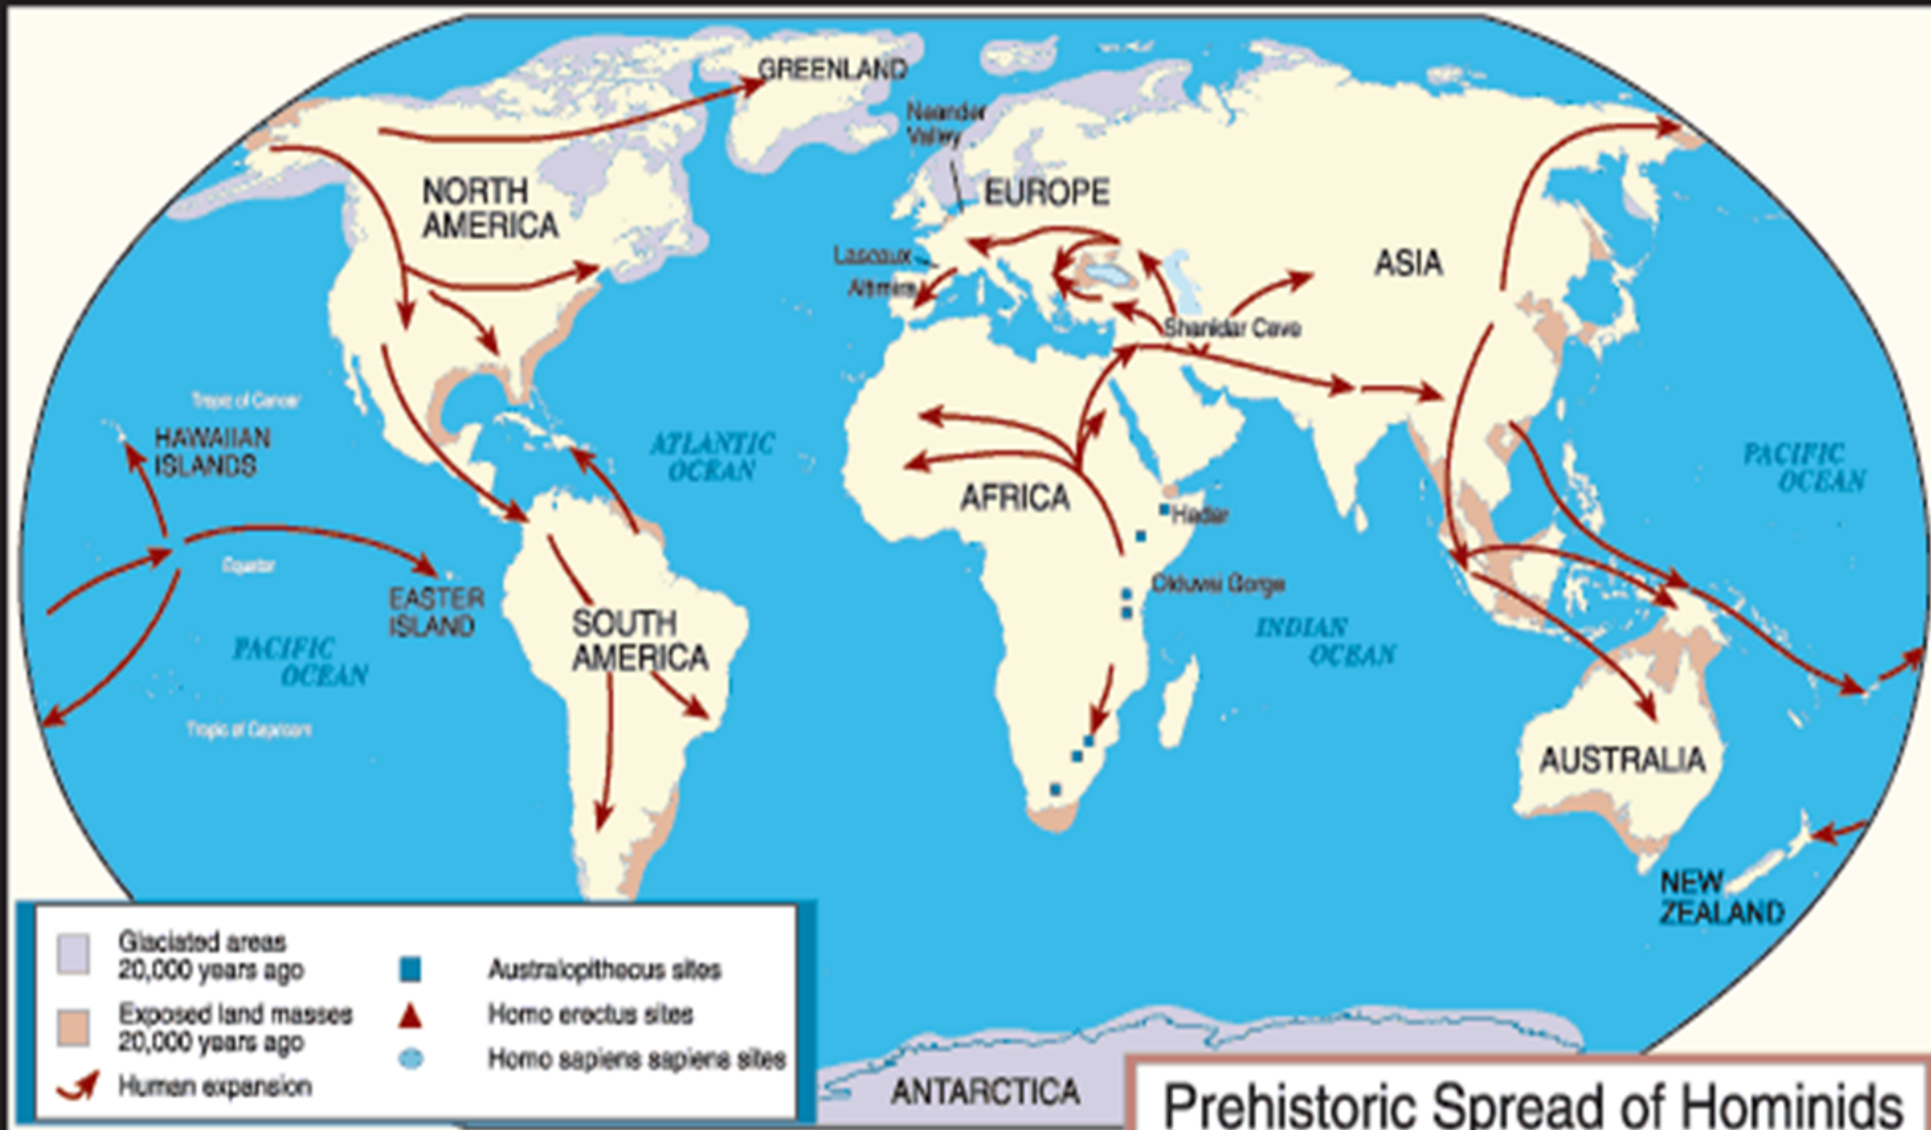 GREENLAND
Neander
Valley
NORTH
AMERICA
EUROPE
Lascaux
Altimira
ASIA
Shanidar Cave
Tropic of Cancer
HAWAIIAN
ISLANDS
ATLANTIC
OCEAN
PACIFIC
OCEAN
AFRICA
Hadar
Equator
Olduvai Gorge
EASTER
ISLAND
SOUTH
AMERICA
INDIAN
OCEAN
PACIFIC
OCEAN
Tropic of Capricorn
AUSTRALIA
NEW
ZEALAND
Glaciated areas
20,000 years ago
Exposed land masses
20,000 years ago
Human expansion
Australopithecus sites
Homo erectus sites
Homo sapiens sapiens sites
ANTARCTICA
Prehistoric Spread of Hominids